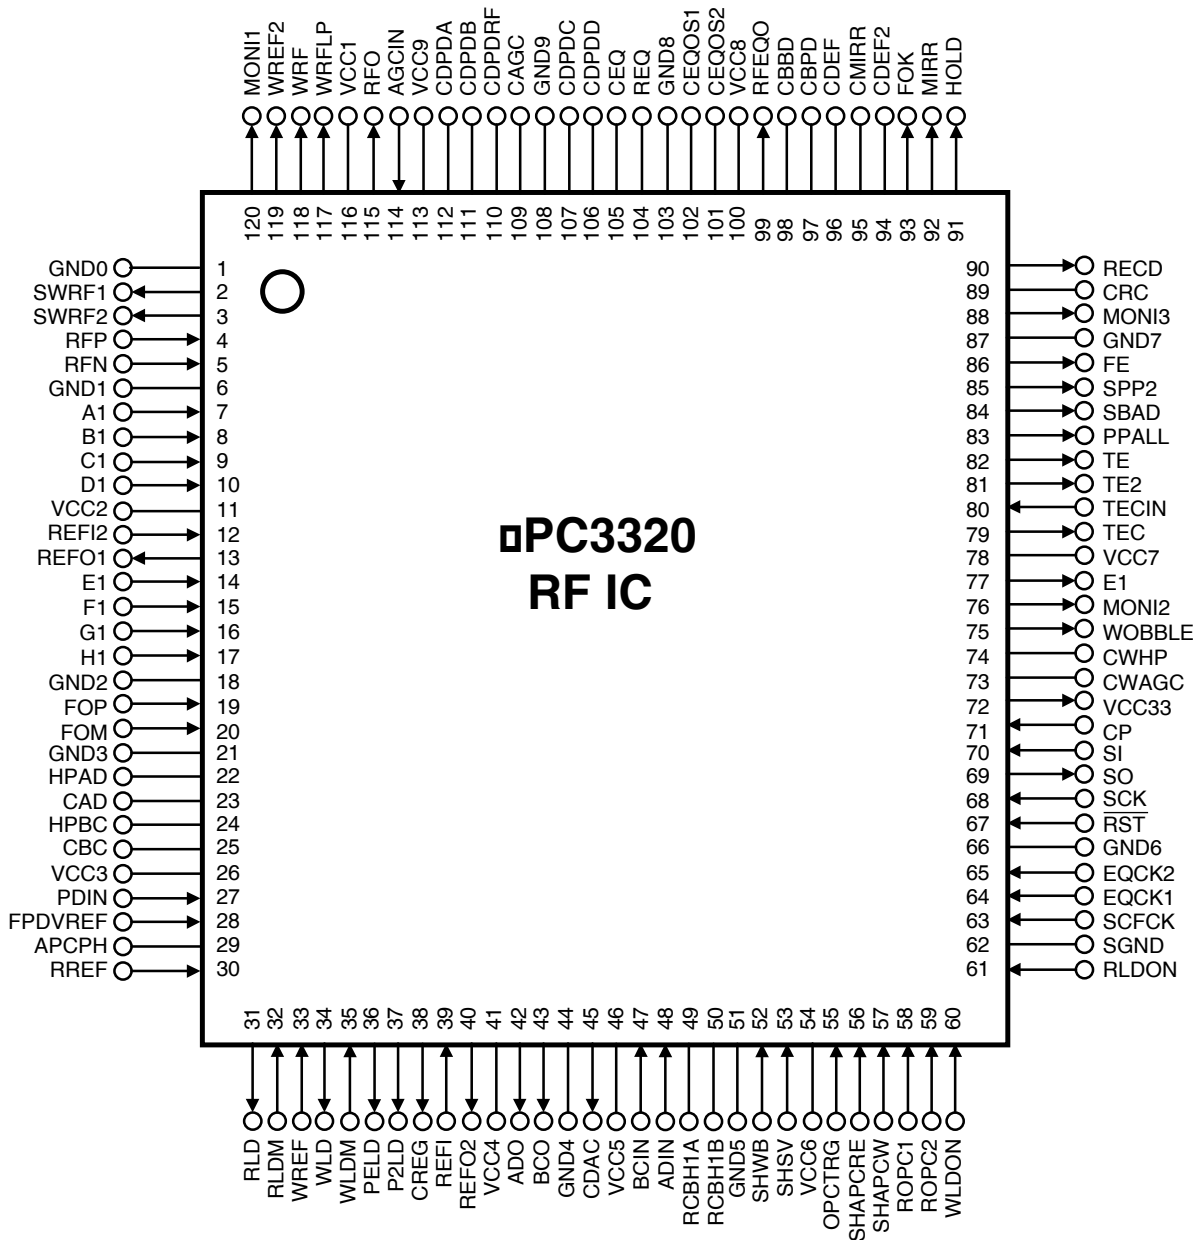 MONI1 WREF2 WRF WRFLP VCC1 RFO AGCIN VCC9 CDPDA CDPDB CDPDRF CAGC GND9 CDPDC CDPDD CEQ REQ GND8 CEQOS1 CEQOS2 VCC8 RFEQO CBBD CBPD CDEF CMIRR CDEF2 FOK MIRR HOLD
120 119 118 117 116 115 114 113 112 111 110 109 108 107 106 105 104 103 102 101 100 99 98 97 96 95 94 93 92 91
GND0 1 90 RECD
SWRF1 2 89 CRC
SWRF2 3 88 MONI3
RFP 4 87 GND7
RFN 5 86 FE
GND1 6 85 SPP2
A1 7 84 SBAD
B1 8 83 PPALL
C1 9 82 TE
D1 10 81 TE2
VCC2 11 80 TECIN
REFI2 12 79 TEC
REFO1 13 78 VCC7
E1 14 77 E1
F1 15 76 MONI2
G1 16 75 WOBBLE
H1 17 74 CWHP
GND2 18 73 CWAGC
FOP 19 72 VCC33
FOM 20 71 CP
GND3 21 70 SI
HPAD 22 69 SO
CAD 23 68 SCK
HPBC 24 67 RST
CBC 25 66 GND6
VCC3 26 65 EQCK2
PDIN 27 64 EQCK1
FPDVREF 28 63 SCFCK
APCPH 29 62 SGND
RREF 30 61 RLDON
▯PC3320
RF IC
31 32 33 34 35 36 37 38 39 40 41 42 43 44 45 46 47 48 49 50 51 52 53 54 55 56 57 58 59 60
RLD RLDM WREF WLD WLDM PELD P2LD CREG REFI REFO2 VCC4 ADO BCO GND4 CDAC VCC5 BCIN ADIN RCBH1A RCBH1B GND5 SHWB SHSV VCC6 OPCTRG SHAPCRE SHAPCW ROPC1 ROPC2 WLDON